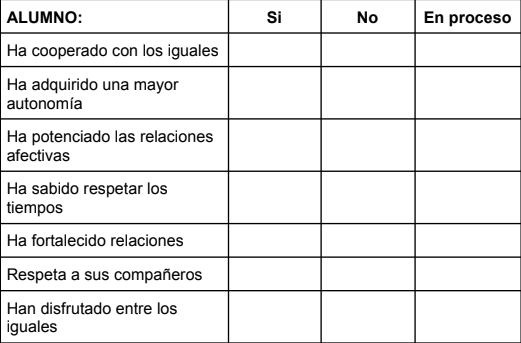 ALUMNO: Si No En proceso
Ha cooperado con los iguales
Ha adquirido una mayor
autonomía
Ha potenciado las relaciones
afectivas
Ha sabido respetar los
tiempos
Ha fortalecido relaciones
Respeta a sus compañeros
Han disfrutado entre los
iguales